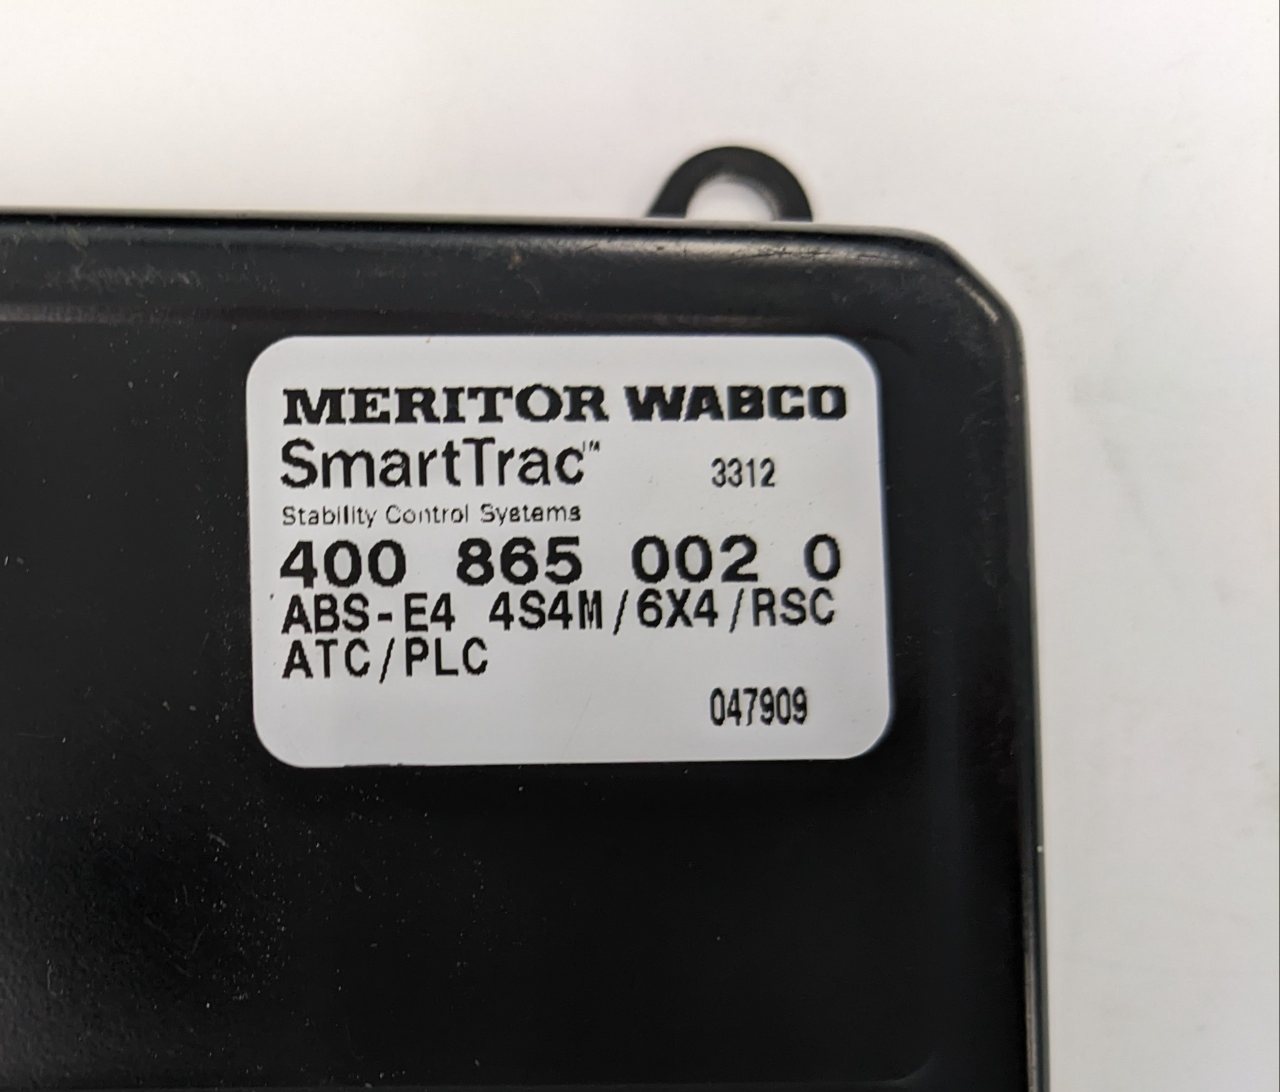 MERITOR WABCO
SmartTrac™ 3312
Stability Control Systems
400 865 002 0
ABS-E4 4S4M/6X4/RSC
ATC/PLC
047909